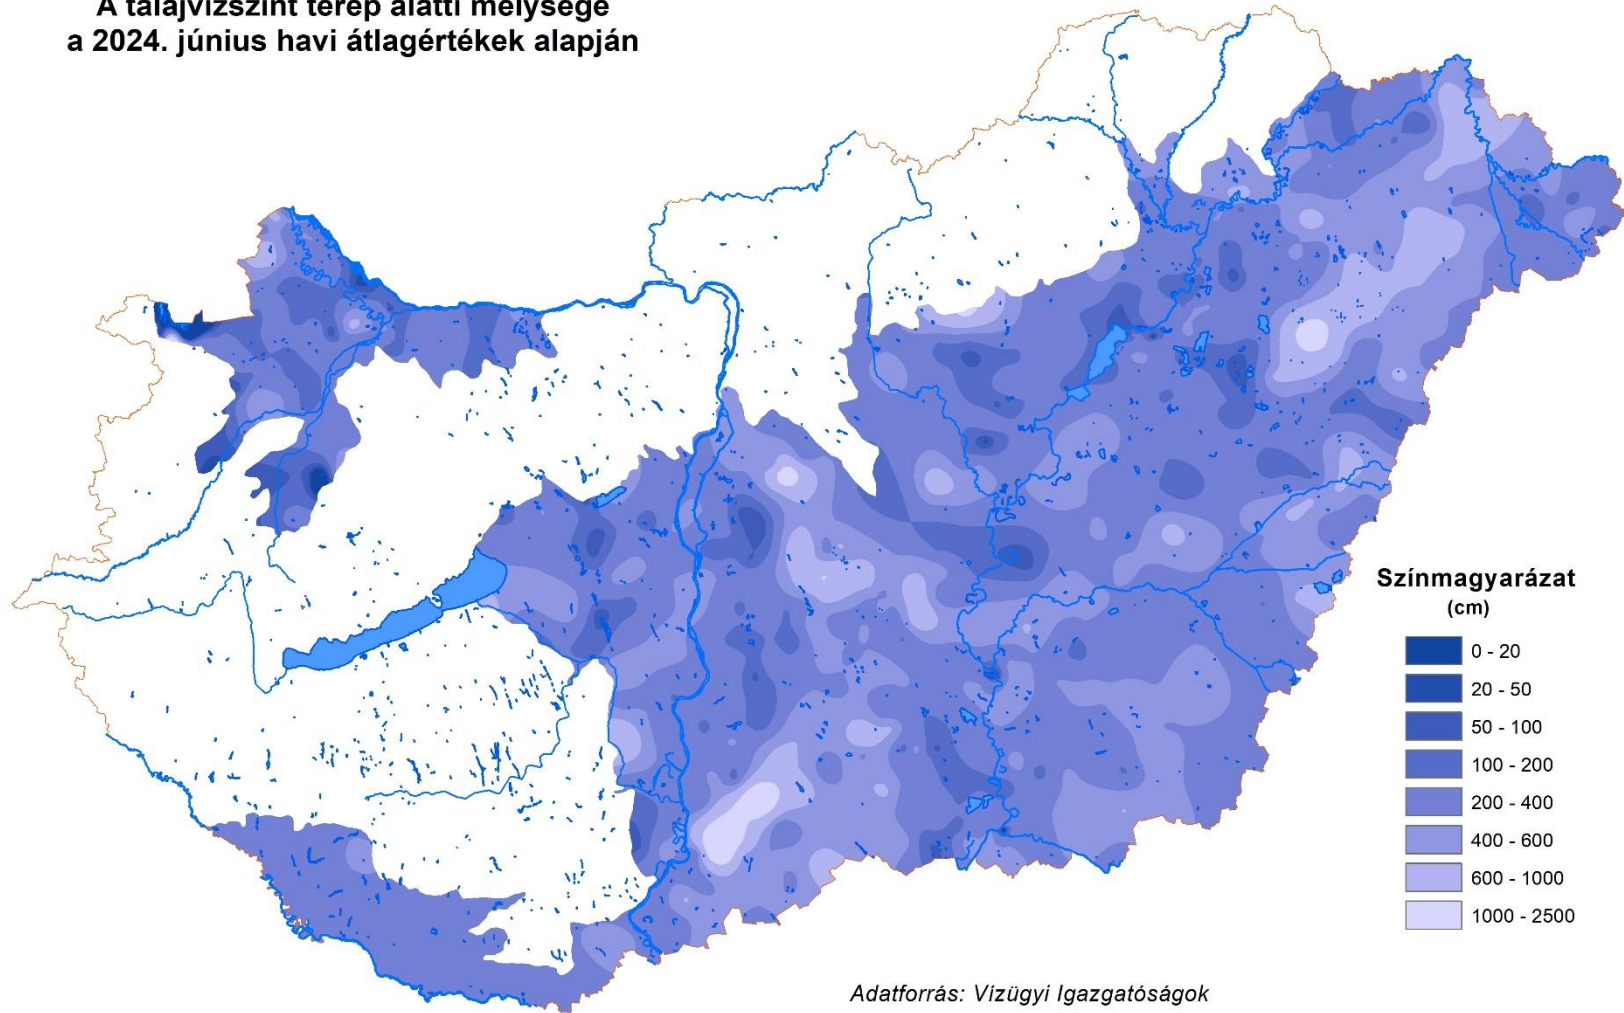 A talajvízszint terep alatti mélysége
a 2024. június havi átlagértékek alapján
Színmagyarázat
(cm)
0 - 20
20 - 50
50 - 100
100 - 200
200 - 400
400 - 600
600 - 1000
1000 - 2500
Adatforrás: Vízügyi Igazgatóságok